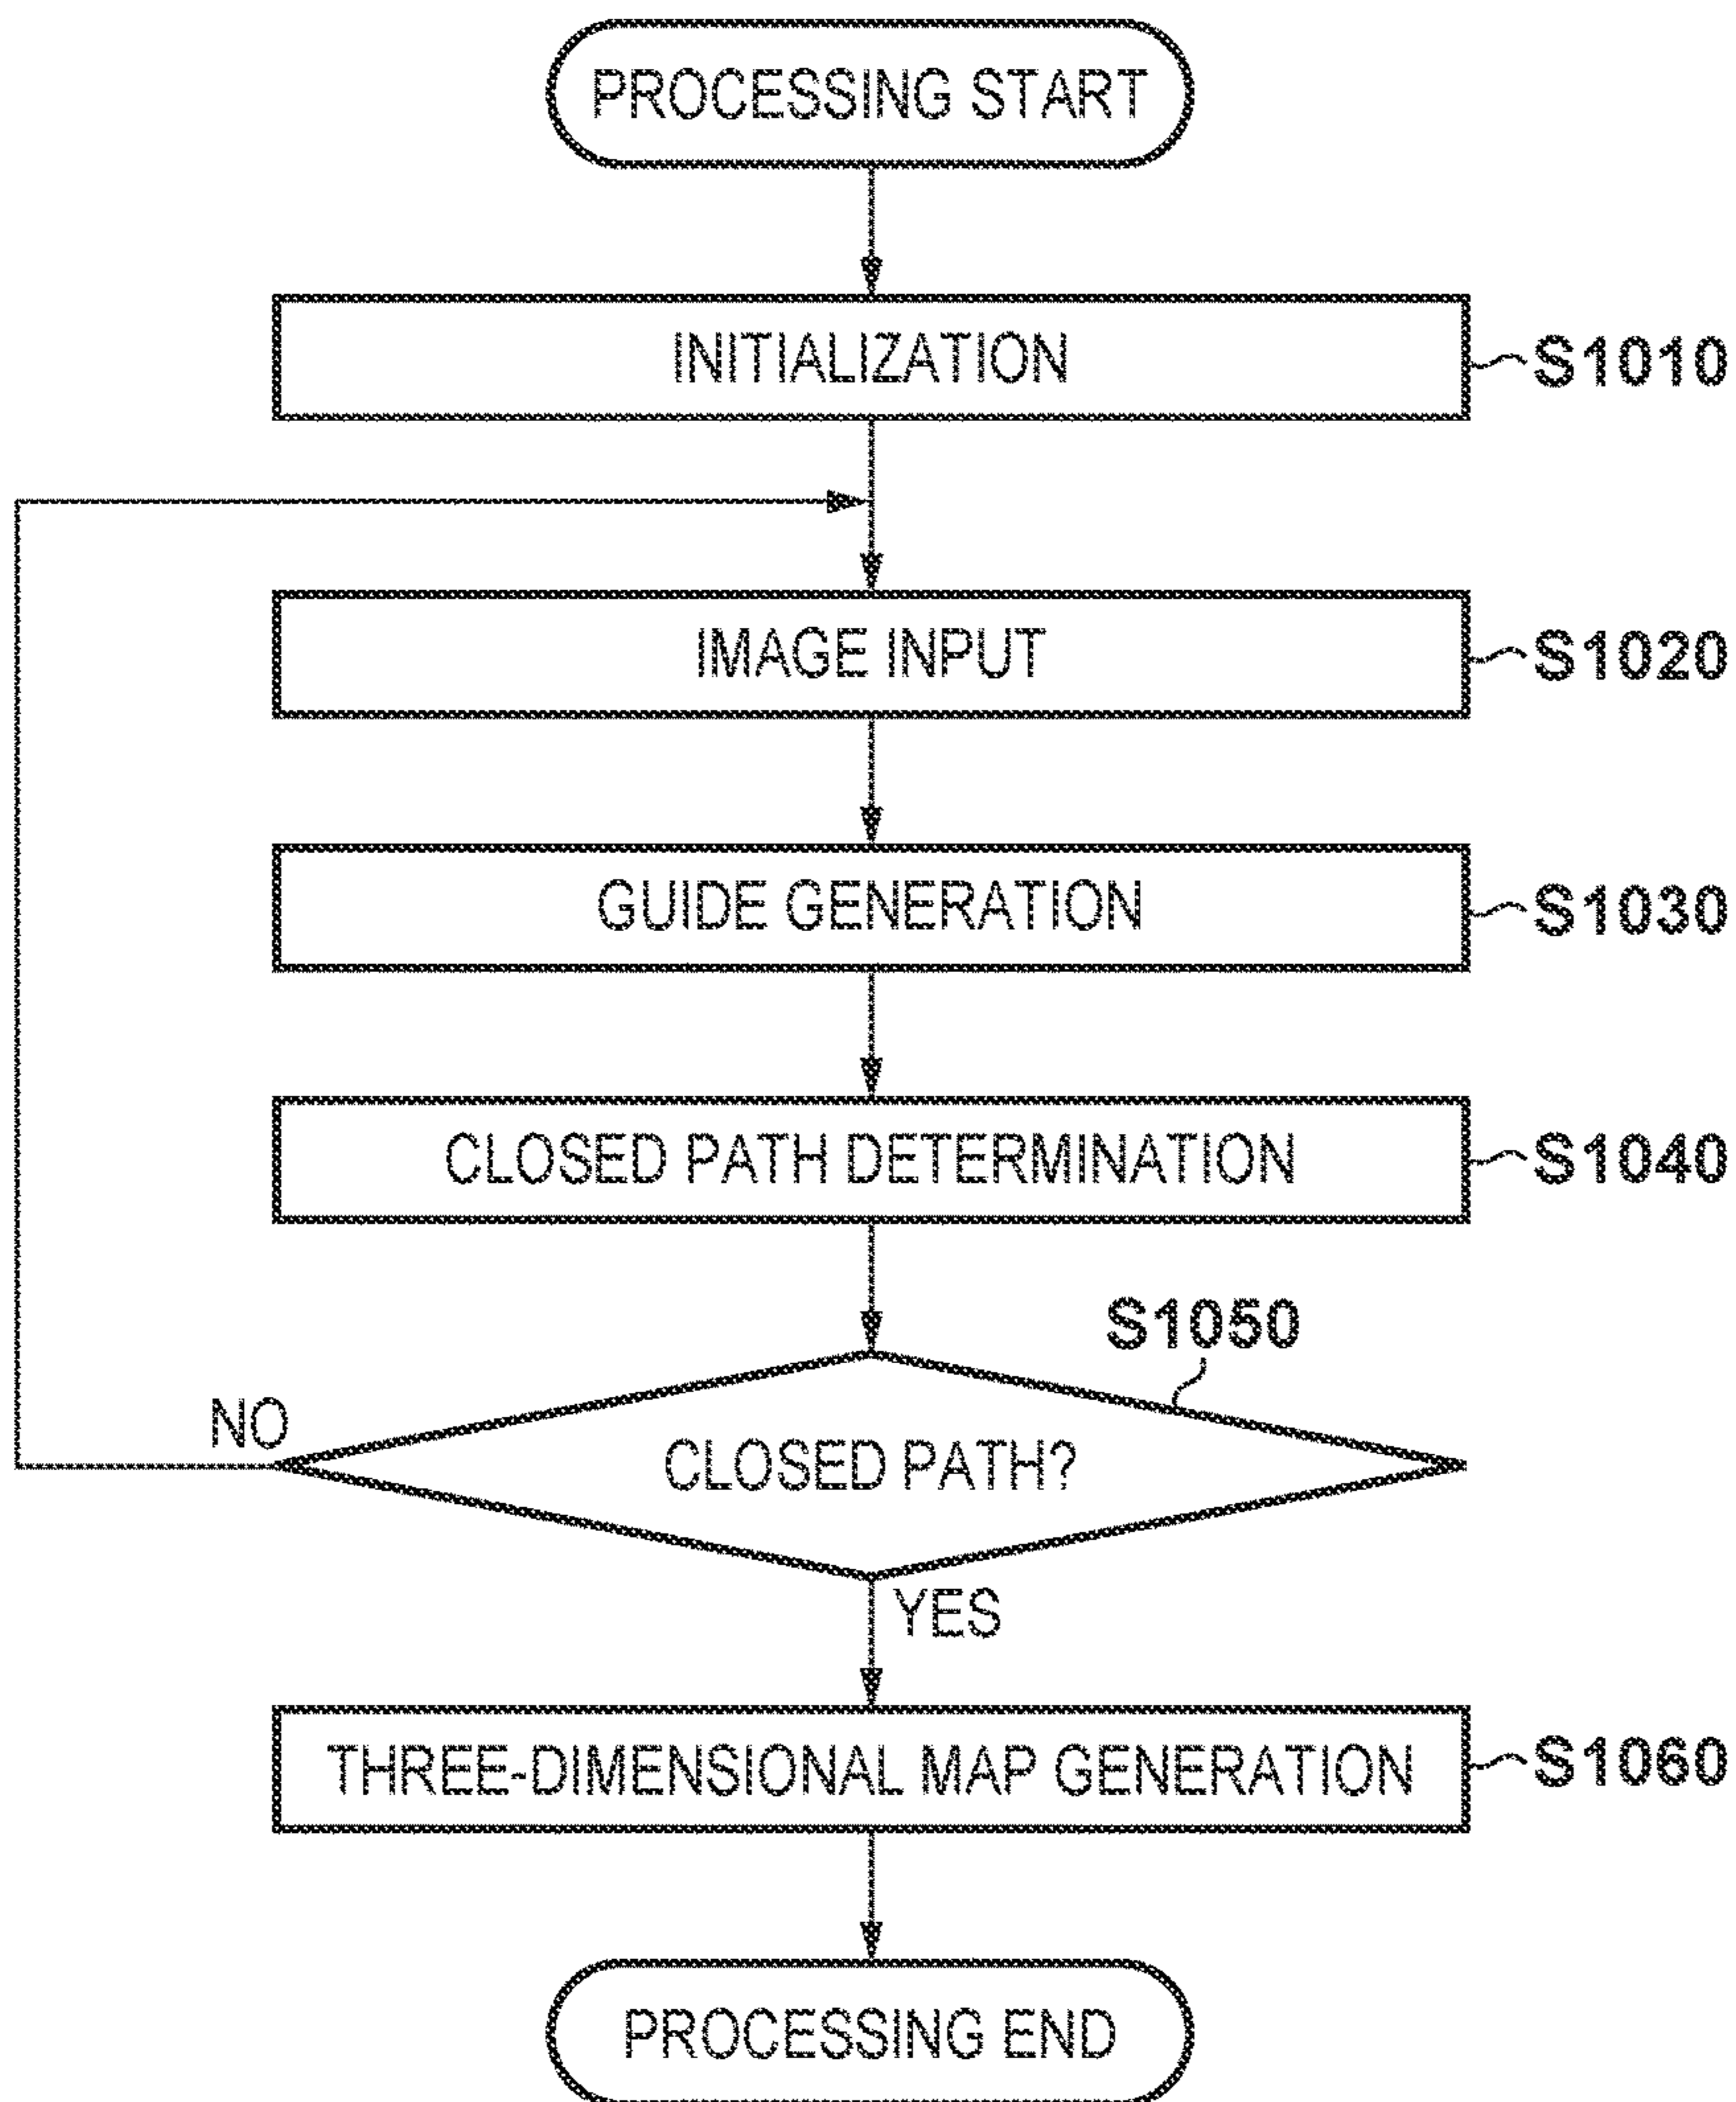 PROCESSING START
INITIALIZATION
S1010
IMAGE INPUT
S1020
GUIDE GENERATION
S1030
CLOSED PATH DETERMINATION
S1040
S1050
NO
CLOSED PATH?
YES
THREE-DIMENSIONAL MAP GENERATION
S1060
PROCESSING END